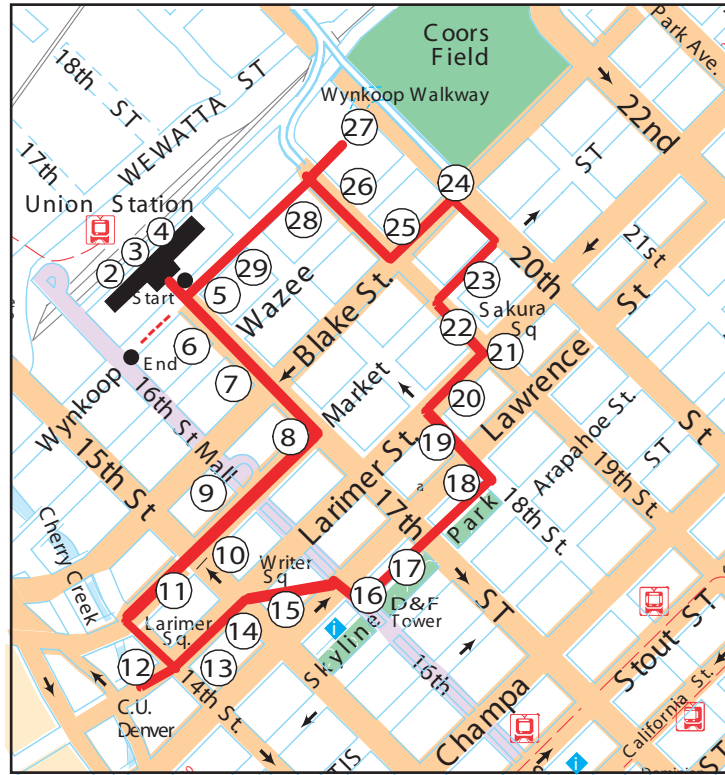 Coors
Field
Park Ave.
18th ST
WEWATTA ST
Wynkoop Walkway
22nd
ST
17th
27
Union Station
26
24
21st
St
4
3
2
28
25
20th
Start
5
29
Wazee
23
Sakura
Sq
End
6
Blake St.
22
21
7
Wynkoop
16th St Mall
Market
20
Lawrence
St
15th St
8
19
Arapahoe St.
19th St.
ST
9
Larimer St.
18
a
17th
ST
Park
18th St.
Cherry Creek
10
Writer
Sq
11
17
16
D&F
Tower
Larimer
Sq.
15
14
i
Skyline
12
13
14th St.
16th
Stout ST
C.U.
Denver
Champa
California St.
ST
TIS
i